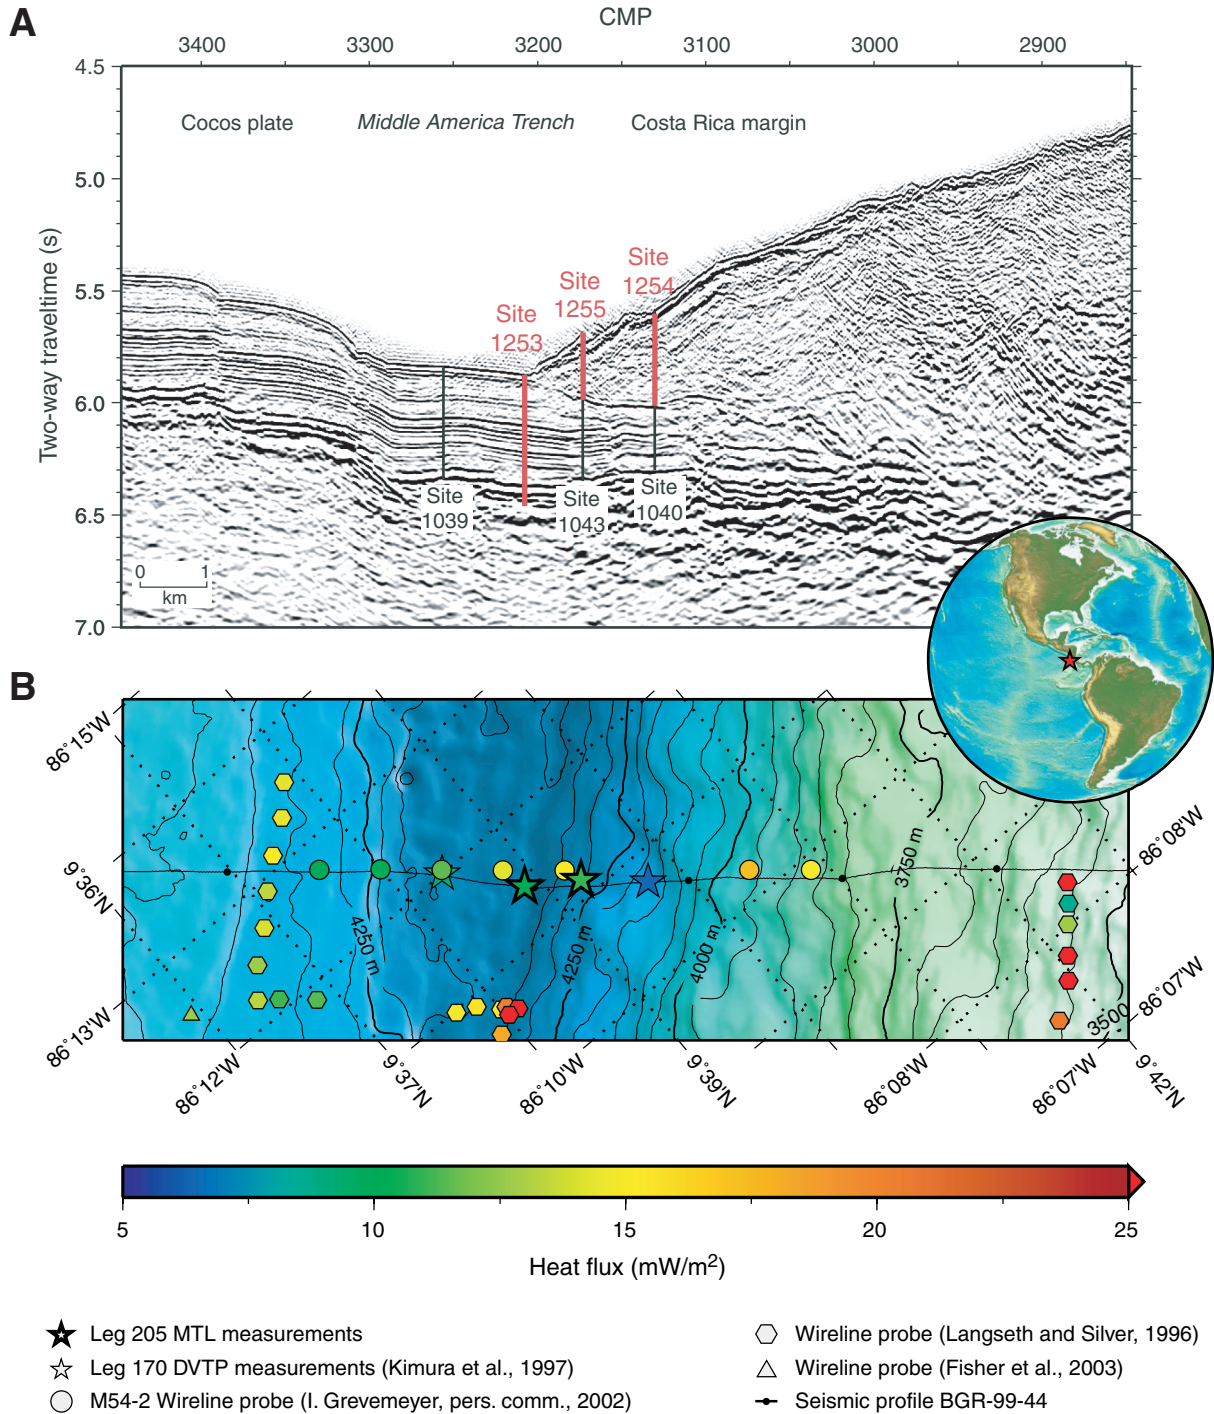 A
CMP
3400 3300 3200 3100 3000 2900
4.5
5.0
5.5
6.0
6.5
7.0
Two-way traveltime (s)
Cocos plate
Middle America Trench
Costa Rica margin
Site
1254
Site
1255
Site
1253
Site
1039
Site
1043
Site
1040
0 1
km
B
86°15'W
9°36'N
86°13'W
86°12'W
9°37'N
86°10'W
9°39'N
86°08'W
86°07'W
9°42'N
86°08'W
86°07'W
4250 m
4250 m
4000 m
3750 m
3500
5 10 15 20 25
Heat flux (mW/m²)
Leg 205 MTL measurements
Leg 170 DVTP measurements (Kimura et al., 1997)
M54-2 Wireline probe (I. Grevemeyer, pers. comm., 2002)
Wireline probe (Langseth and Silver, 1996)
Wireline probe (Fisher et al., 2003)
Seismic profile BGR-99-44